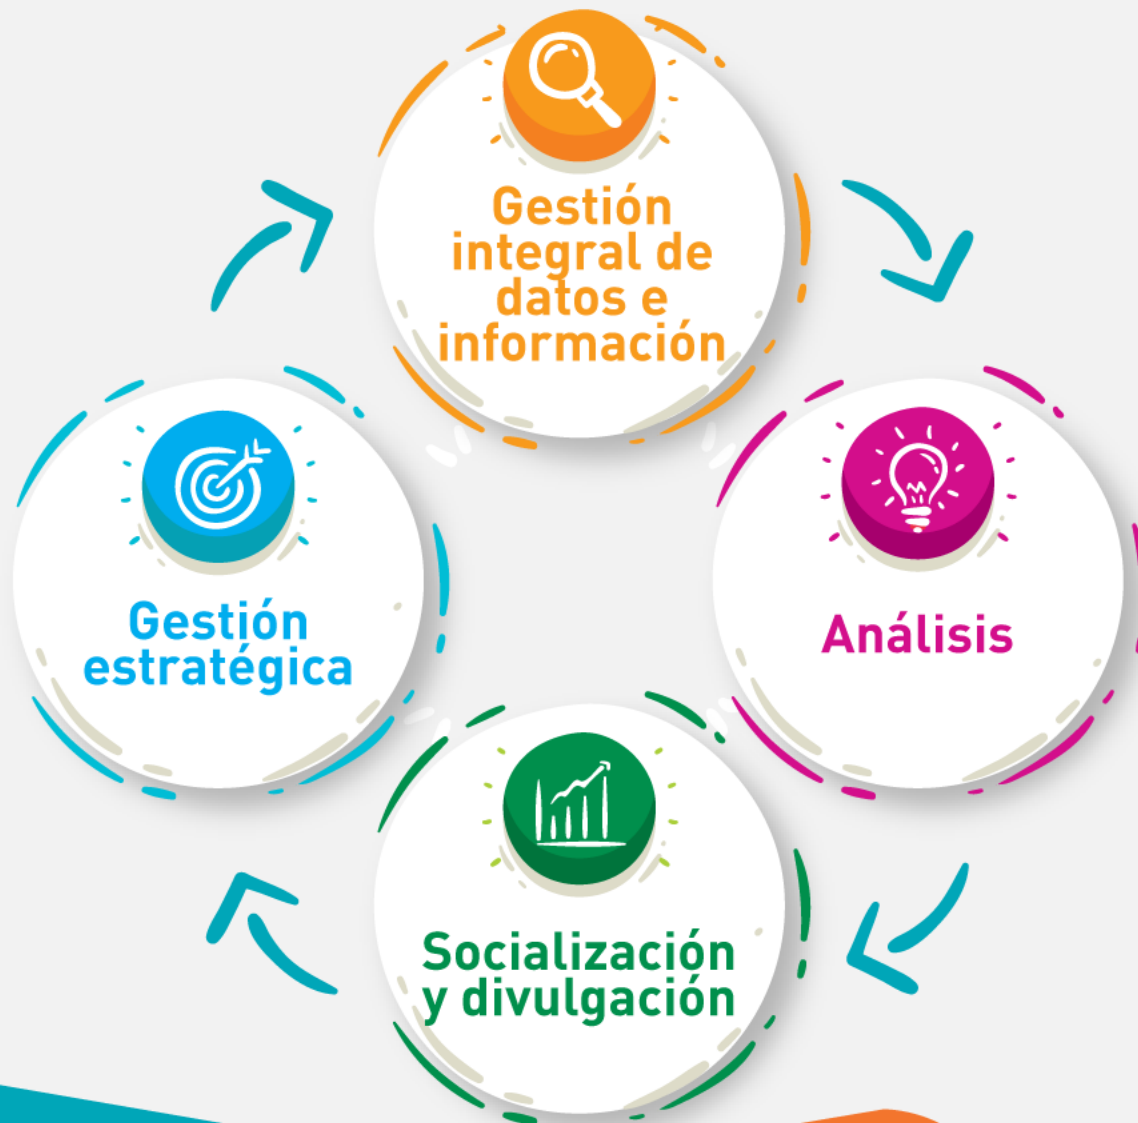 Gestión
integral de
datos e
información
Gestión
estratégica
Análisis
Socialización
y divulgación